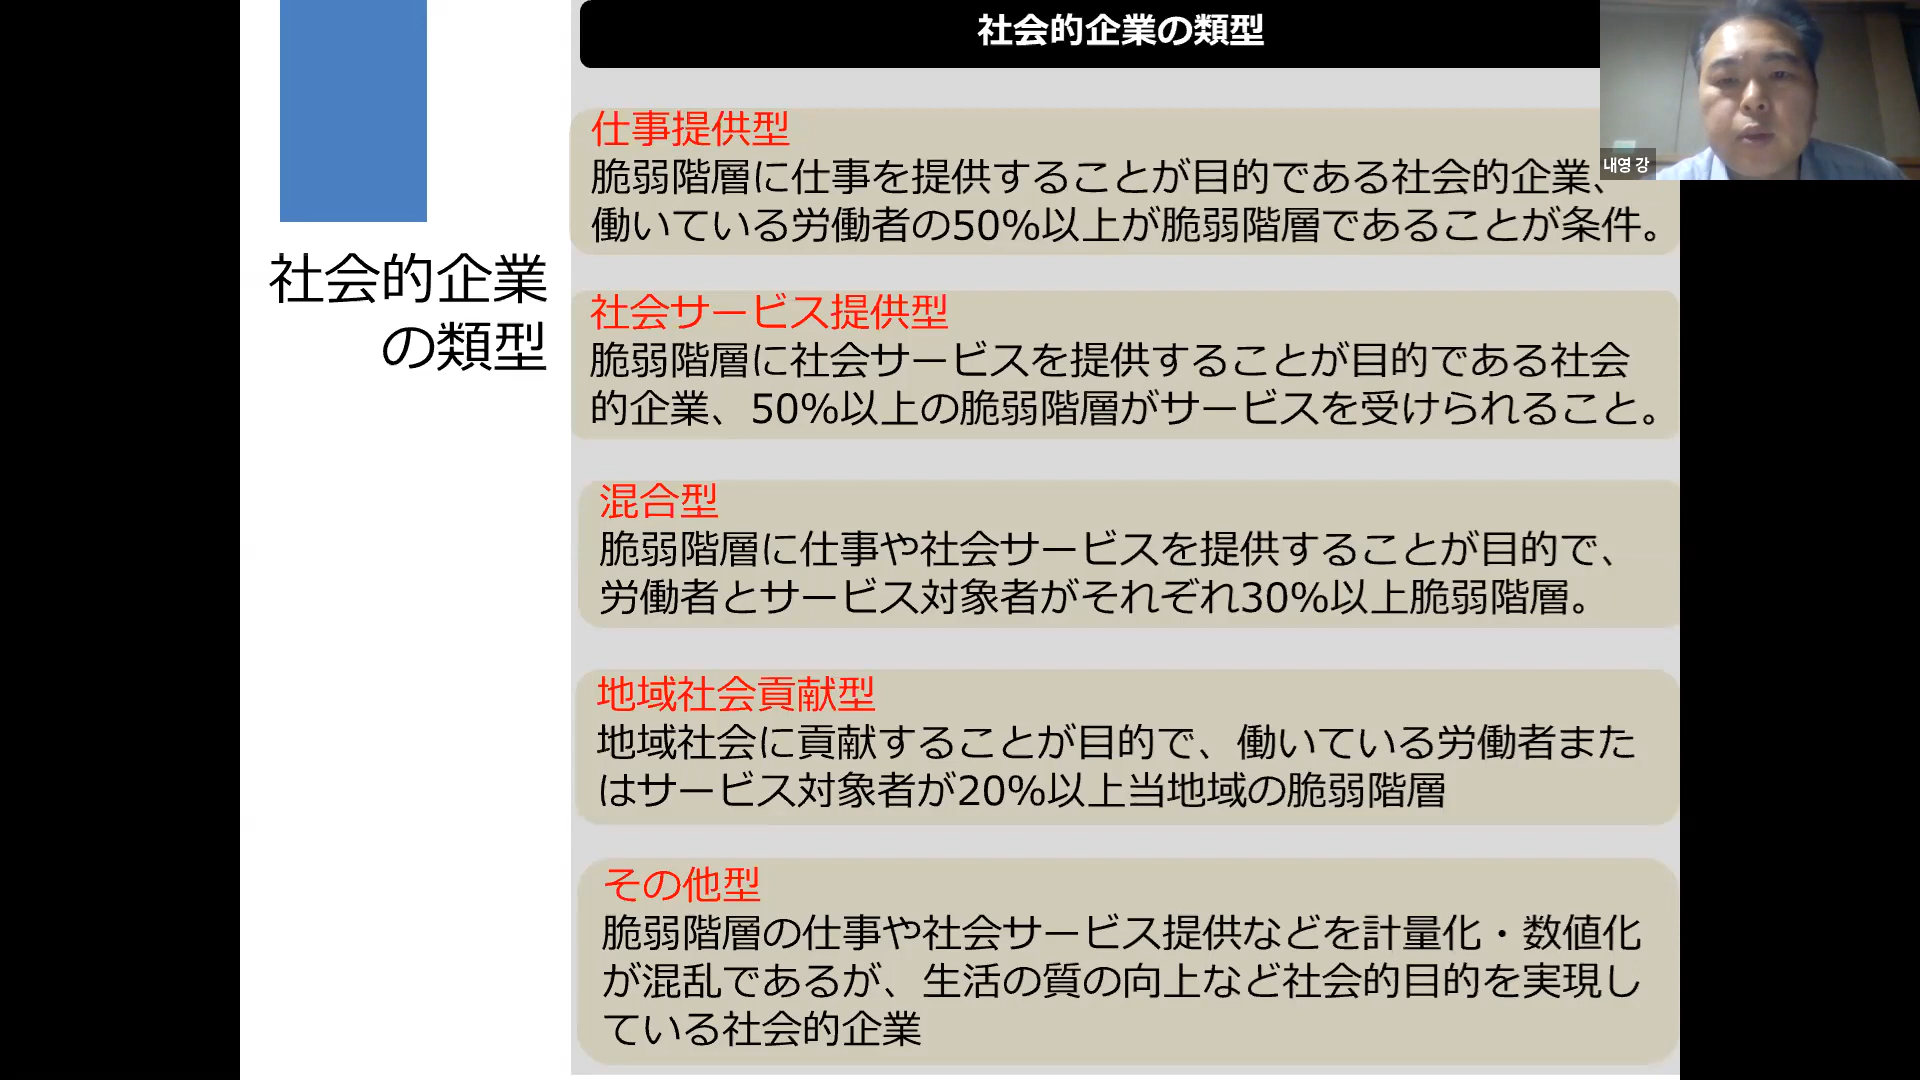 社会的企業
の類型
社会的企業の類型
仕事提供型
脆弱階層に仕事を提供することが目的である社会的企業、
働いている労働者の50%以上が脆弱階層であることが条件。
社会サービス提供型
脆弱階層に社会サービスを提供することが目的である社会
的企業、50%以上の脆弱階層がサービスを受けられること。
混合型
脆弱階層に仕事や社会サービスを提供することが目的で、
労働者とサービス対象者がそれぞれ30%以上脆弱階層。
地域社会貢献型
地域社会に貢献することが目的で、働いている労働者また
はサービス対象者が20%以上当地域の脆弱階層
その他型
脆弱階層の仕事や社会サービス提供などを計量化・数値化
が混乱であるが、生活の質の向上など社会的目的を実現し
ている社会的企業
내영 강